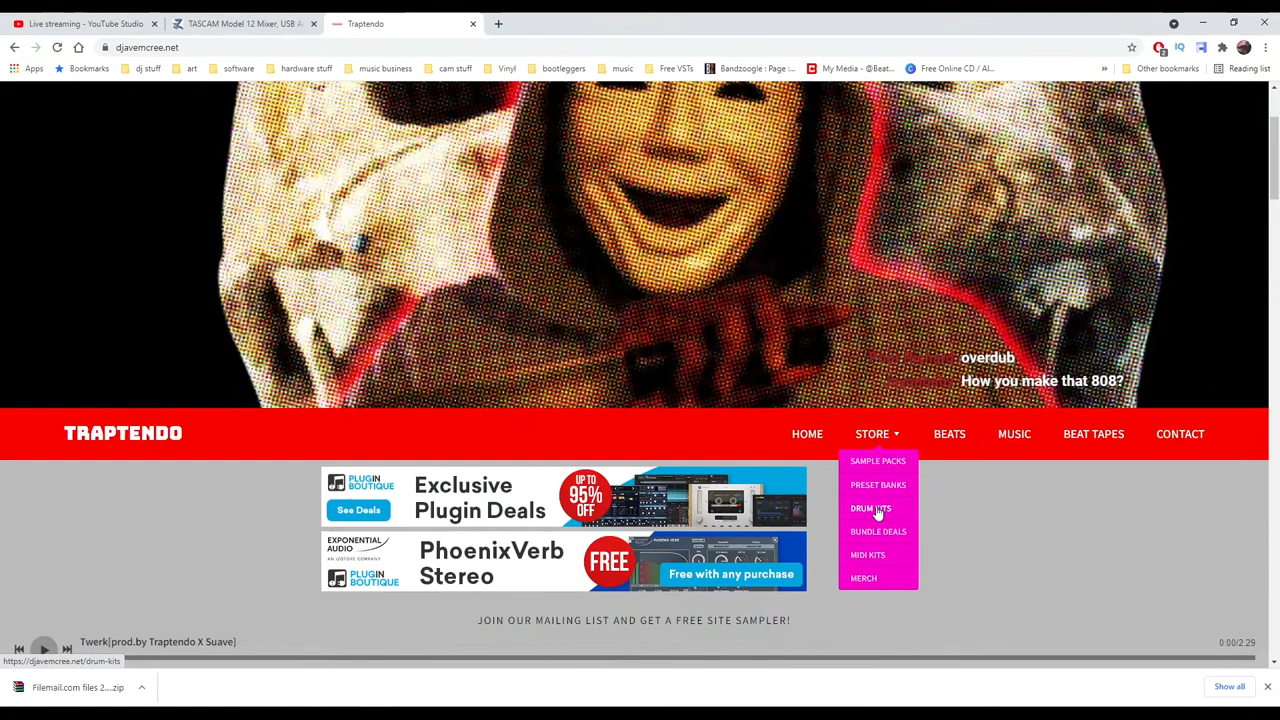 Live streaming - YouTube Studio
TASCAM Model 12 Mixer, USB A
Traptendo
djavemcree.net
Apps
Bookmarks
dj stuff
art
software
hardware stuff
music business
cam stuff
Vinyl
bootleggers
music
Free VSTs
Bandzoogle : Page :...
My Media - @Beat...
Free Online CD / Al...
Other bookmarks
Reading list
overdub
How you make that 808?
TRAPTENDO
HOME
STORE
BEATS
MUSIC
BEAT TAPES
CONTACT
SAMPLE PACKS
PRESET BANKS
DRUM KITS
BUNDLE DEALS
MIDI KITS
MERCH
PLUGIN
BOUTIQUE
See Deals
Exclusive
Plugin Deals
UP TO
95%
OFF
EXPONENTIAL
AUDIO
AN IZOTOPE COMPANY
PLUGIN
BOUTIQUE
PhoenixVerb
Stereo
FREE
Free with any purchase
JOIN OUR MAILING LIST AND GET A FREE SITE SAMPLER!
Twerk[prod.by Traptendo X Suave]
0:00/2:29
https://djavemcree.net/drum-kits
Filemail.com files 2....zip
Show all